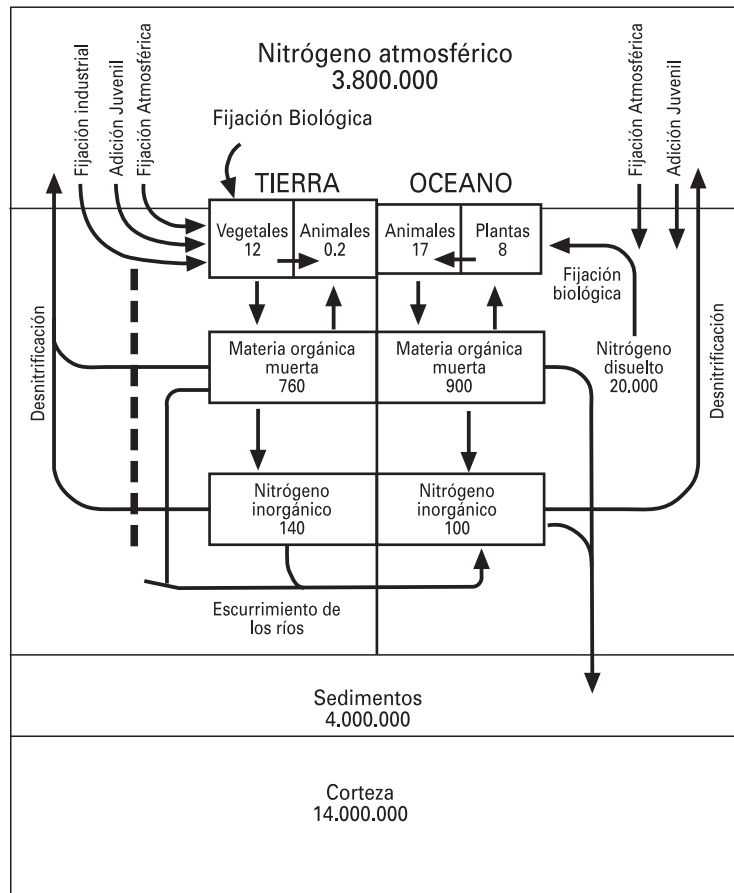 Nitrógeno atmosférico
3.800.000
Fijación industrial
Adición Juvenil
Fijación Atmosférica
Fijación Biológica
Fijación Atmosférica
Adición Juvenil
TIERRA
OCEANO
Vegetales
12
Animales
0.2
Animales
17
Plantas
8
Fijación
biológica
Desnitrificación
Materia orgánica
muerta
760
Materia orgánica
muerta
900
Nitrógeno
disuelto
20.000
Desnitrificación
Nitrógeno
inorgánico
140
Nitrógeno
inorgánico
100
Escurrimiento de
los ríos
Sedimentos
4.000.000
Corteza
14.000.000